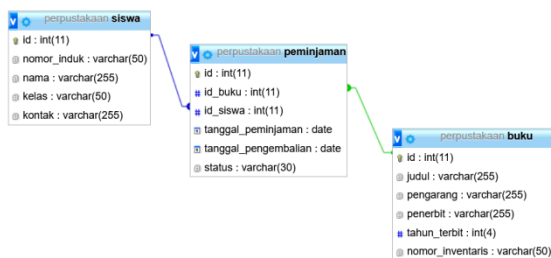 perpustakaan siswa
id : int(11)
nomor_induk : varchar(50)
nama : varchar(255)
kelas : varchar(50)
kontak : varchar(255)
perpustakaan peminjaman
id : int(11)
id_buku : int(11)
id_siswa : int(11)
tanggal_peminjaman : date
tanggal_pengembalian : date
status : varchar(30)
perpustakaan buku
id : int(11)
judul : varchar(255)
pengarang : varchar(255)
penerbit : varchar(255)
tahun_terbit : int(4)
nomor_inventaris : varchar(50)